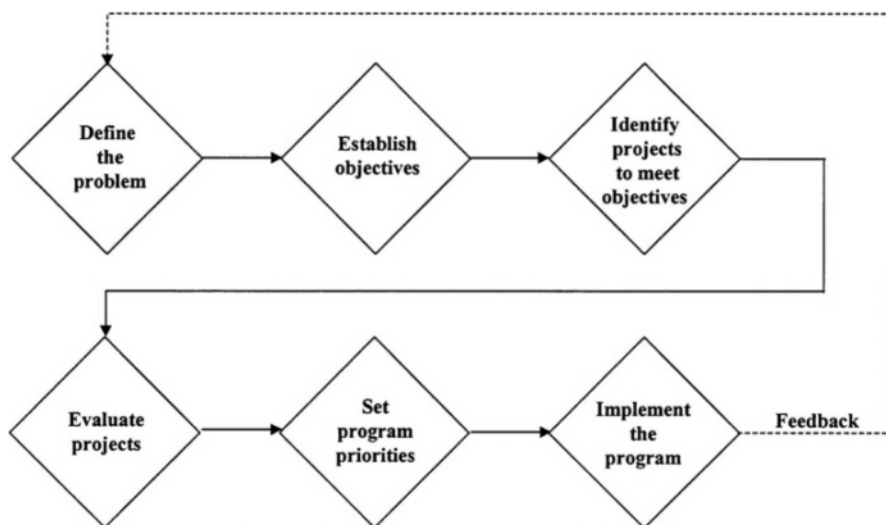 Define
the
problem
Establish
objectives
Identify
projects
to meet
objectives
Evaluate
projects
Set
program
priorities
Implement
the
program
Feedback